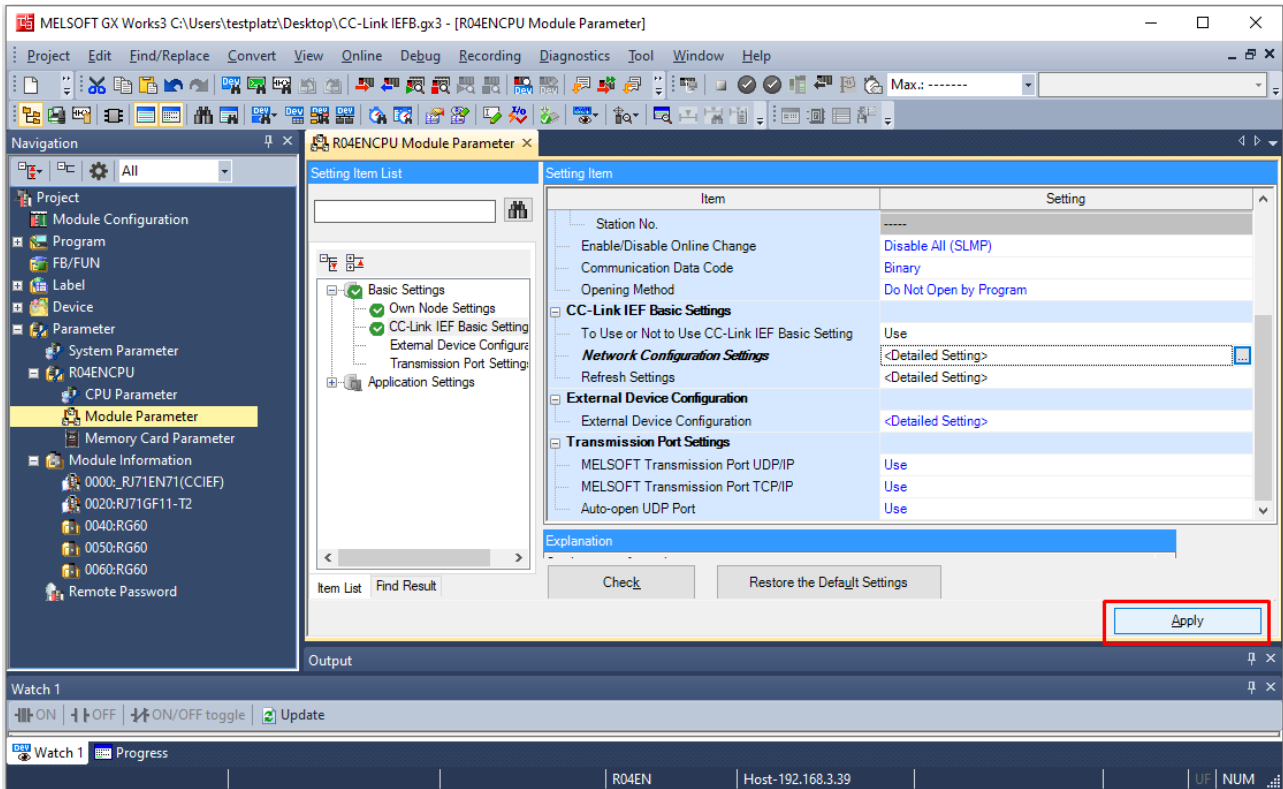 MELSOFT GX Works3 C:\Users\testplatz\Desktop\CC-Link IEFB.gx3 - [R04ENCPU Module Parameter]
Project Edit Find/Replace Convert View Online Debug Recording Diagnostics Tool Window Help
Max.: -------
Navigation
All
Project
Module Configuration
Program
FB/FUN
Label
Device
Parameter
System Parameter
R04ENCPU
CPU Parameter
Module Parameter
Memory Card Parameter
Module Information
0000:_RJ71EN71(CCIEF)
0020:RJ71GF11-T2
0040:RG60
0050:RG60
0060:RG60
Remote Password
R04ENCPU Module Parameter
Setting Item List
Basic Settings
Own Node Settings
CC-Link IEF Basic Setting
External Device Configura
Transmission Port Setting
Application Settings
Item List Find Result
Setting Item
Item Setting
Station No. -----
Enable/Disable Online Change Disable All (SLMP)
Communication Data Code Binary
Opening Method Do Not Open by Program
CC-Link IEF Basic Settings
To Use or Not to Use CC-Link IEF Basic Setting Use
Network Configuration Settings <Detailed Setting> ...
Refresh Settings <Detailed Setting>
External Device Configuration
External Device Configuration <Detailed Setting>
Transmission Port Settings
MELSOFT Transmission Port UDP/IP Use
MELSOFT Transmission Port TCP/IP Use
Auto-open UDP Port Use
Explanation
Check Restore the Default Settings
Apply
Output
Watch 1
ON OFF ON/OFF toggle Update
Watch 1 Progress
R04EN Host-192.168.3.39 UF NUM